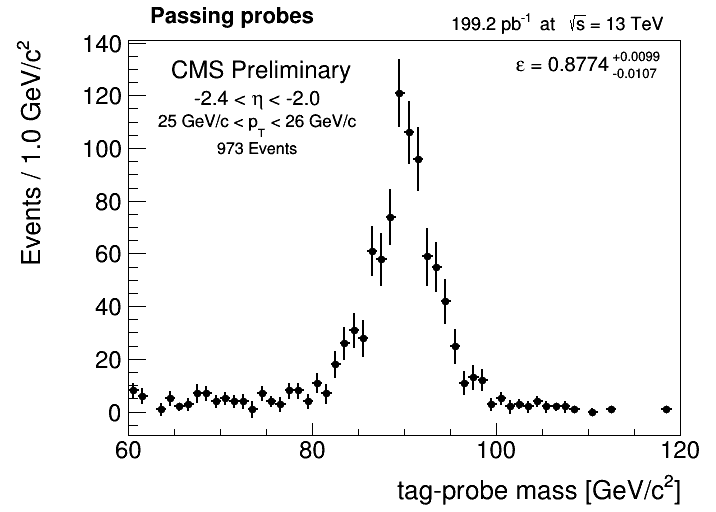 Passing probes
199.2 pb-1 at √s = 13 TeV
CMS Preliminary
ε = 0.8774 +0.0099 -0.0107
-2.4 < η < -2.0
25 GeV/c < pT < 26 GeV/c
973 Events
Events / 1.0 GeV/c2
140
120
100
80
60
40
20
0
60 80 100 120
tag-probe mass [GeV/c2]